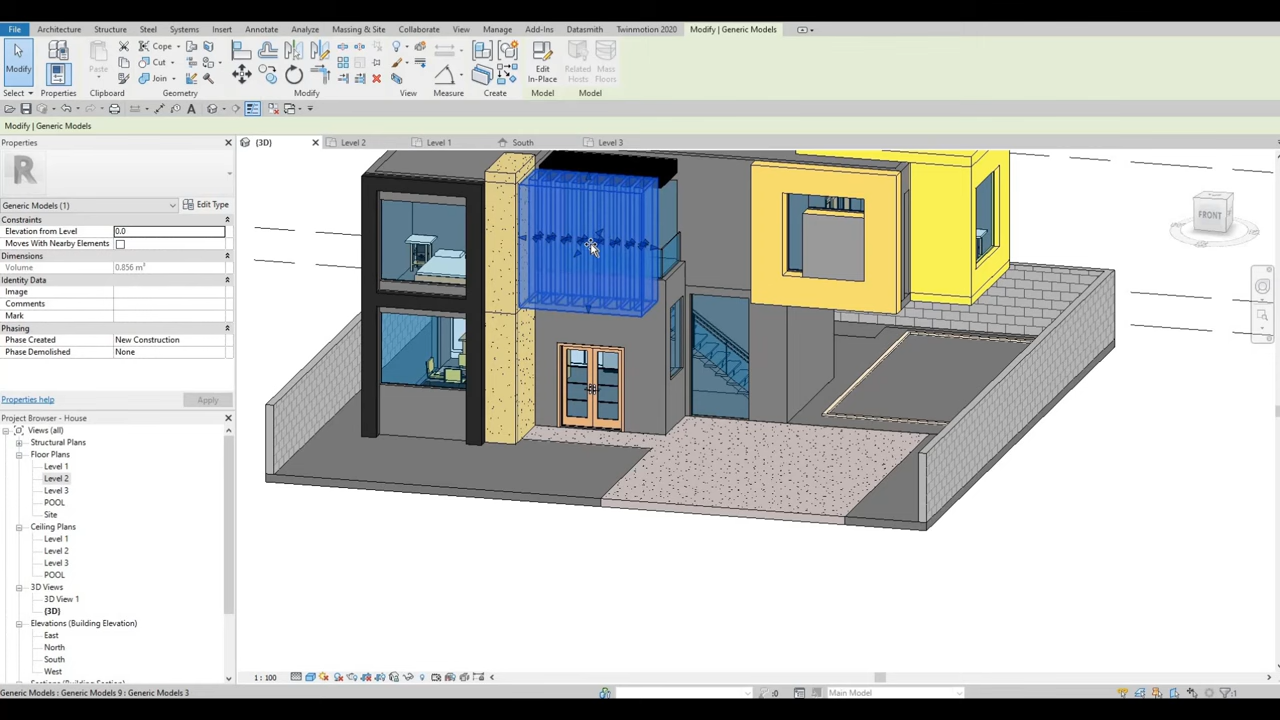 File Architecture Structure Steel Systems Insert Annotate Analyze Massing & Site Collaborate View Manage Add-Ins Datasmith Twinmotion 2020 Modify | Generic Models
Modify Paste Cope Cut Join Edit In-Place Related Hosts Mass Floors
Select Properties Clipboard Geometry Modify View Measure Create Model Model
Modify | Generic Models
Properties
{3D} Level 2 Level 1 South Level 3
R
Generic Models (1) Edit Type
Constraints
Elevation from Level 0.0
Moves With Nearby Elements
Dimensions
Volume 0.856 m³
Identity Data
Image
Comments
Mark
Phasing
Phase Created New Construction
Phase Demolished None
Properties help Apply
Project Browser - House
Views (all)
Structural Plans
Floor Plans
Level 1
Level 2
Level 3
POOL
Site
Ceiling Plans
Level 1
Level 2
Level 3
POOL
3D Views
3D View 1
{3D}
Elevations (Building Elevation)
East
North
South
West
FRONT
1 : 100
Generic Models : Generic Models 9 : Generic Models 3
:0 Main Model :1